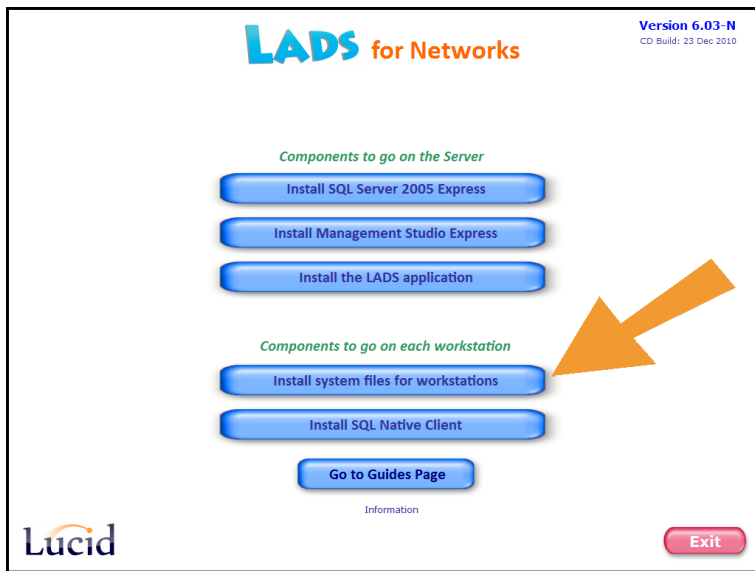 LADS for Networks
Version 6.03-N
CD Build: 23 Dec 2010
Components to go on the Server
Install SQL Server 2005 Express
Install Management Studio Express
Install the LADS application
Components to go on each workstation
Install system files for workstations
Install SQL Native Client
Go to Guides Page
Information
Lucid
Exit